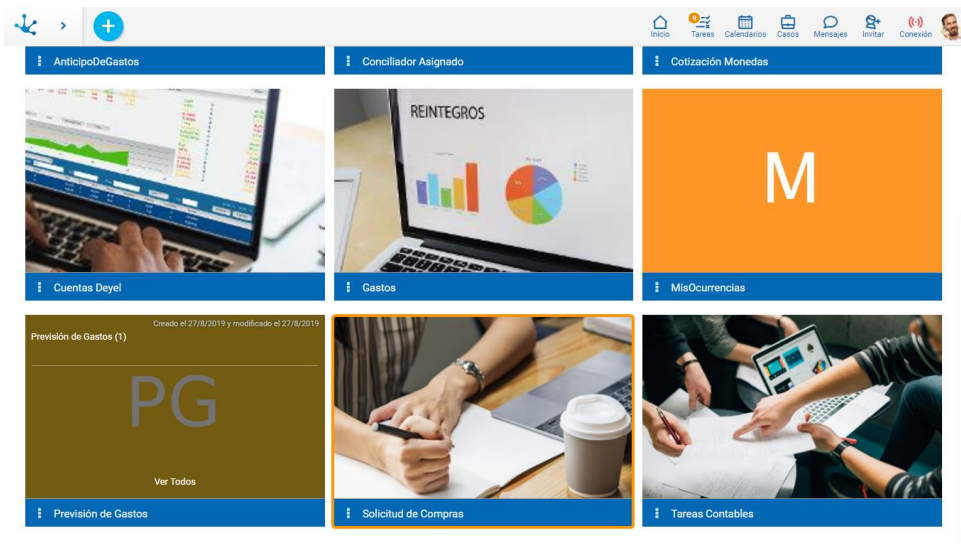 9
Inicio Tareas Calendarios Casos Mensajes Invitar Conexión
AnticipoDeGastos
Conciliador Asignado
Cotización Monedas
REINTEGROS
M
Cuentas Deyel
Gastos
MisOcurrencias
Creado el 27/8/2019 y modificado el 27/8/2019
Previsión de Gastos (1)
PG
Ver Todos
Previsión de Gastos
Solicitud de Compras
Tareas Contables